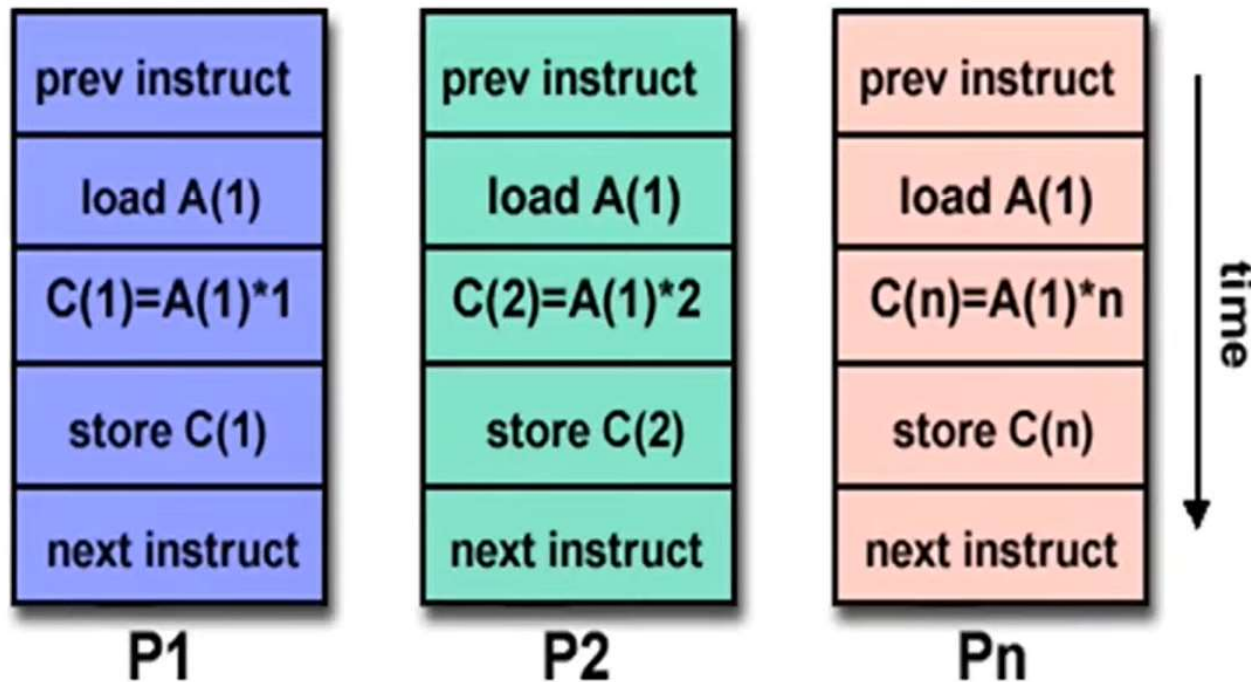 prev instruct
load A(1)
C(1)=A(1)*1
store C(1)
next instruct
P1
prev instruct
load A(1)
C(2)=A(1)*2
store C(2)
next instruct
P2
prev instruct
load A(1)
C(n)=A(1)*n
store C(n)
next instruct
Pn
time